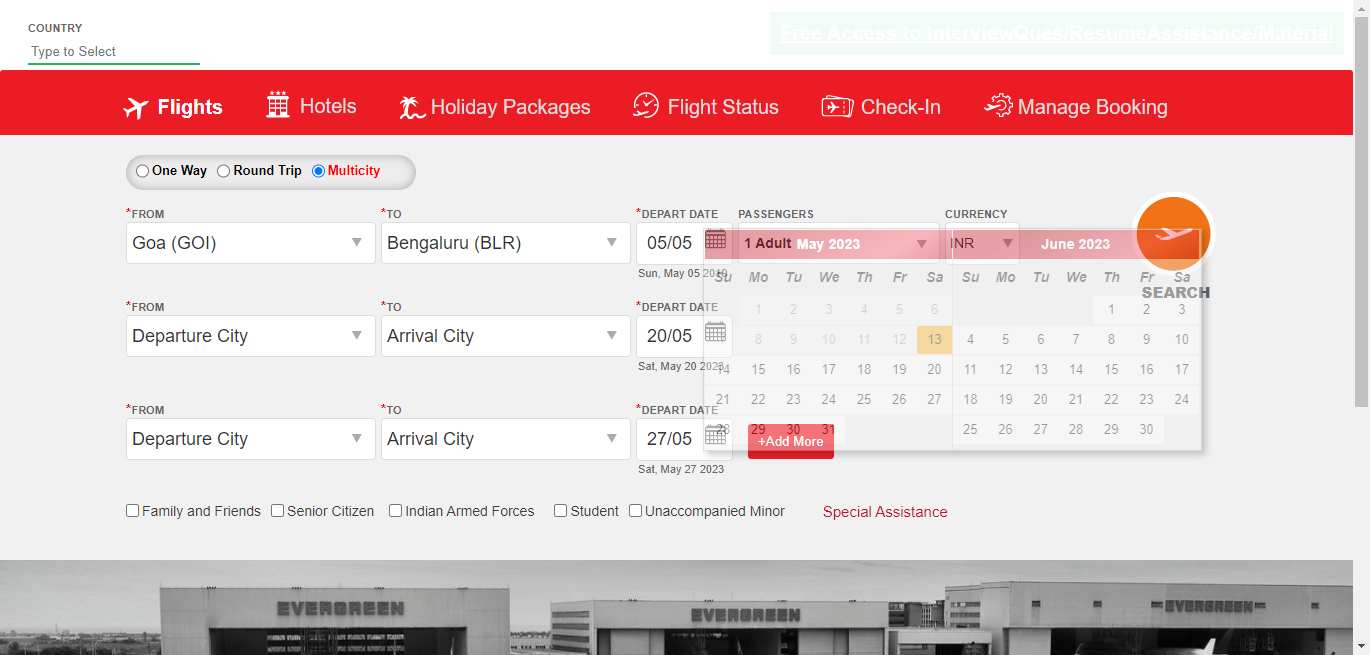 COUNTRY
Type to Select
Free Access to InterviewQues/ResumeAssistance/Material
Flights Hotels Holiday Packages Flight Status Check-In Manage Booking
One Way Round Trip Multicity
*FROM *TO *DEPART DATE PASSENGERS CURRENCY
Goa (GOI) Bengaluru (BLR) 05/05 1 Adult INR
May 2023 June 2023
Sun, May 05 2019
SEARCH
Su Mo Tu We Th Fr Sa Su Mo Tu We Th Fr Sa
1 2 3 4 5 6 1 2 3
8 9 10 11 12 13 4 5 6 7 8 9 10
14 15 16 17 18 19 20 11 12 13 14 15 16 17
21 22 23 24 25 26 27 18 19 20 21 22 23 24
28 29 30 31 25 26 27 28 29 30
*FROM *TO *DEPART DATE
Departure City Arrival City 20/05
Sat, May 20 2023
*FROM *TO *DEPART DATE
Departure City Arrival City 27/05
+Add More
Sat, May 27 2023
Family and Friends Senior Citizen Indian Armed Forces Student Unaccompanied Minor Special Assistance
EVERGREEN EVERGREEN EVERGREEN